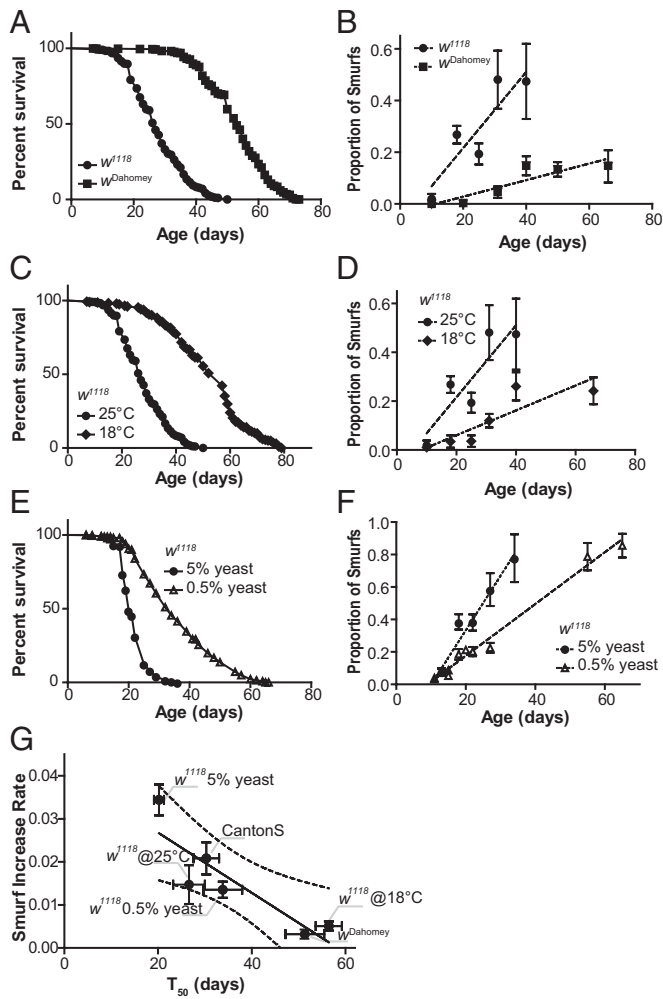 A
Percent survival
100
50
0
0 20 40 60 80
Age (days)
w1118
wDahomey
B
Proportion of Smurfs
0.6
0.4
0.2
0.0
0 20 40 60 80
Age (days)
w1118
wDahomey
C
Percent survival
100
50
0
0 20 40 60 80
Age (days)
w1118
25°C
18°C
D
Proportion of Smurfs
0.6
0.4
0.2
0.0
0 20 40 60 80
Age (days)
w1118
25°C
18°C
E
Percent survival
100
50
0
0 20 40 60 80
Age (days)
w1118
5% yeast
0.5% yeast
F
Proportion of Smurfs
1.0
0.8
0.6
0.4
0.2
0.0
0 20 40 60
Age (days)
w1118
5% yeast
0.5% yeast
G
Smurf Increase Rate
0.04
0.03
0.02
0.01
0.00
0 20 40 60
T50 (days)
w1118 5% yeast
CantonS
w1118@25°C
w1118 0.5% yeast
w1118@18°C
wDahomey